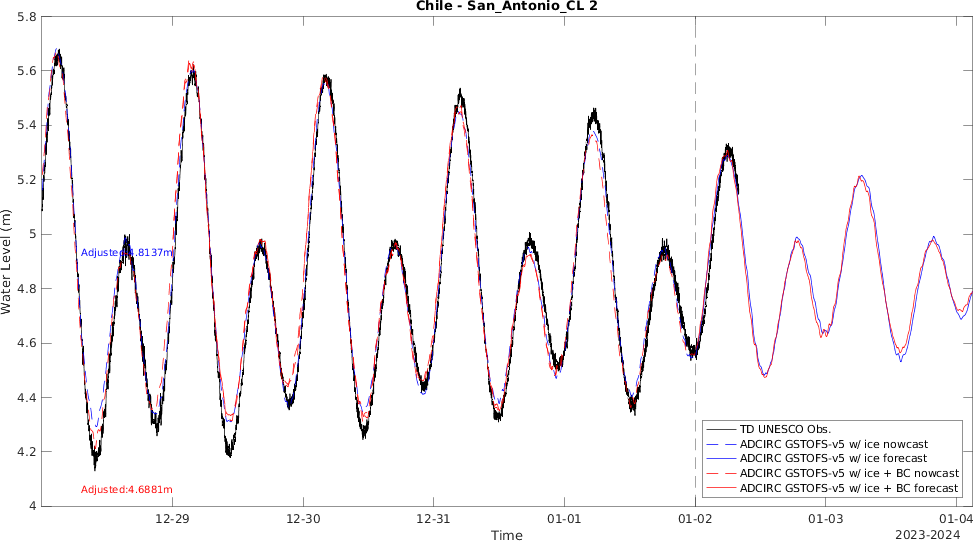 Chile - San_Antonio_CL 2
5.8
5.6
5.4
5.2
5
4.8
4.6
4.4
4.2
4
Water Level (m)
Adjusted:4.8137m
Adjusted:4.6881m
TD UNESCO Obs.
ADCIRC GSTOFS-v5 w/ ice nowcast
ADCIRC GSTOFS-v5 w/ ice forecast
ADCIRC GSTOFS-v5 w/ ice + BC nowcast
ADCIRC GSTOFS-v5 w/ ice + BC forecast
12-29 12-30 12-31 01-01 01-02 01-03 01-04
Time
2023-2024